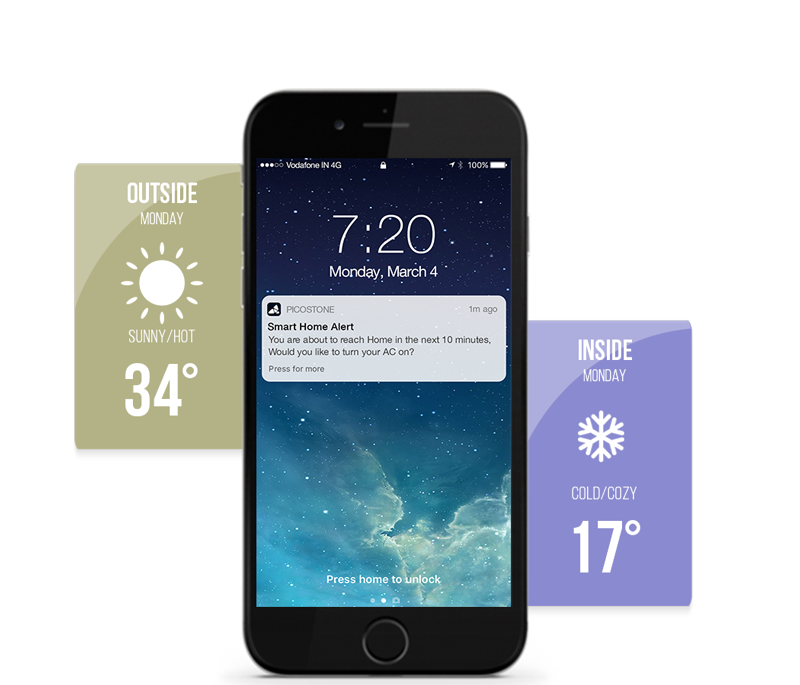 OUTSIDE
MONDAY
SUNNY/HOT
34°
Vodafone IN 4G
100%
7:20
Monday, March 4
PICOSTONE
1m ago
Smart Home Alert
You are about to reach Home in the next 10 minutes,
Would you like to turn your AC on?
Press for more
Press home to unlock
INSIDE
MONDAY
COLD/COZY
17°